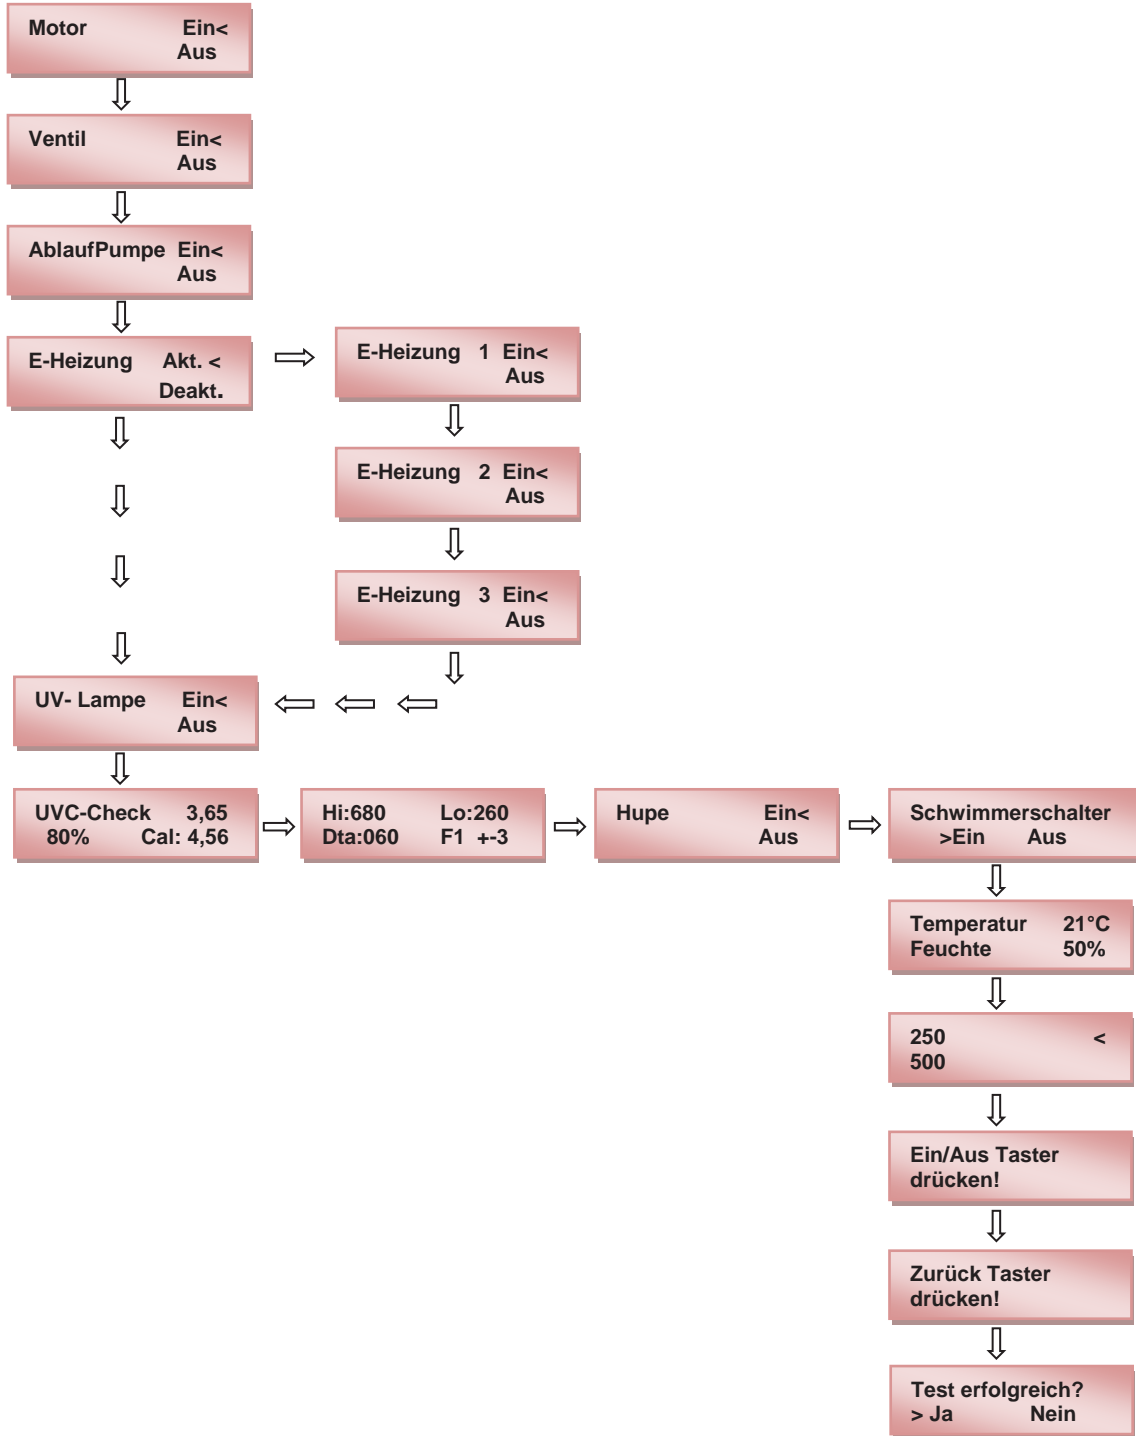 Motor Ein<
Aus
Ventil Ein<
Aus
AblaufPumpe Ein<
Aus
E-Heizung Akt. <
Deakt.
E-Heizung 1 Ein<
Aus
E-Heizung 2 Ein<
Aus
E-Heizung 3 Ein<
Aus
UV- Lampe Ein<
Aus
UVC-Check 3,65
80% Cal: 4,56
Hi:680 Lo:260
Dta:060 F1 +-3
Hupe Ein<
Aus
Schwimmerschalter
>Ein Aus
Temperatur 21°C
Feuchte 50%
250 <
500
Ein/Aus Taster
drücken!
Zurück Taster
drücken!
Test erfolgreich?
> Ja Nein